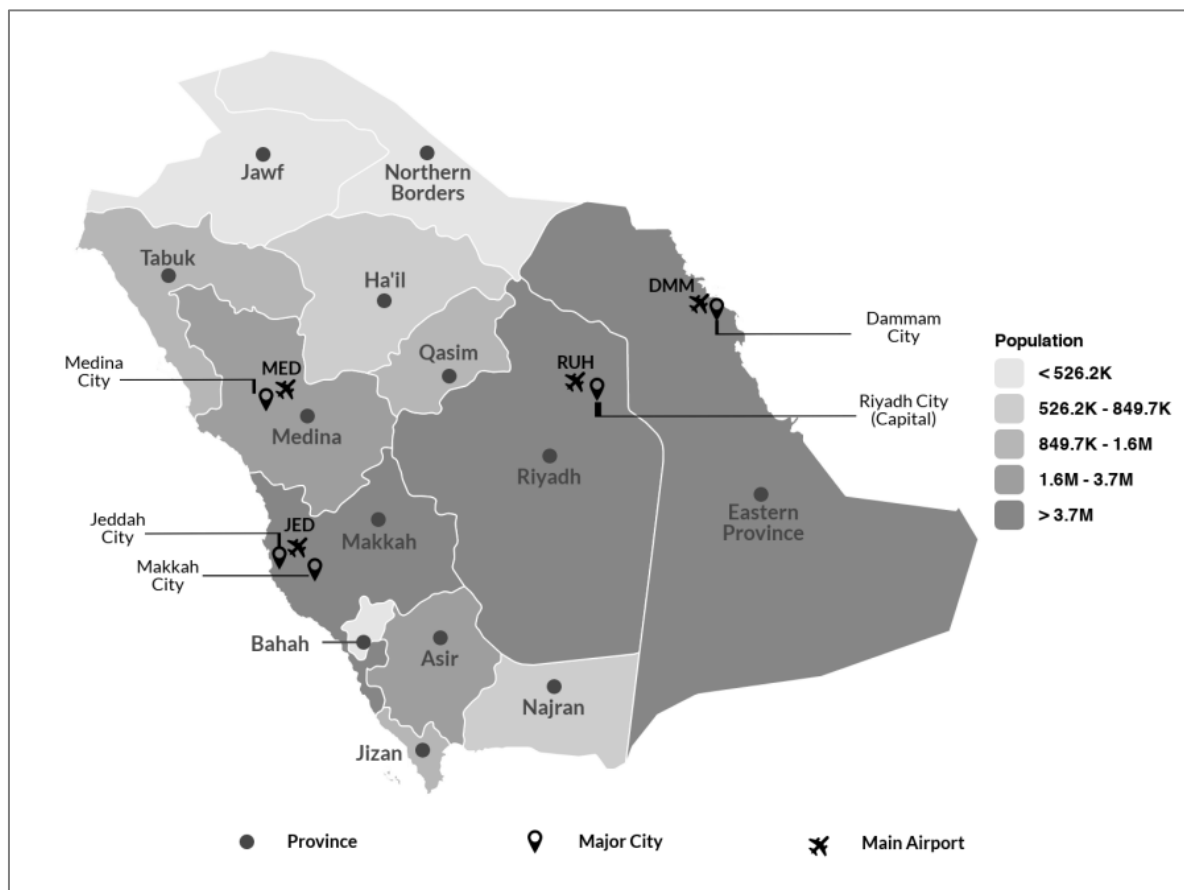 Jawf
Northern
Borders
Tabuk
Ha'il
DMM
Dammam
City
Qasim
RUH
Medina
City
MED
Medina
Riyadh City
(Capital)
Riyadh
Eastern
Province
Jeddah
City
JED
Makkah
Makkah
City
Bahah
Asir
Najran
Jizan
Population
< 526.2K
526.2K - 849.7K
849.7K - 1.6M
1.6M - 3.7M
> 3.7M
Province
Major City
Main Airport